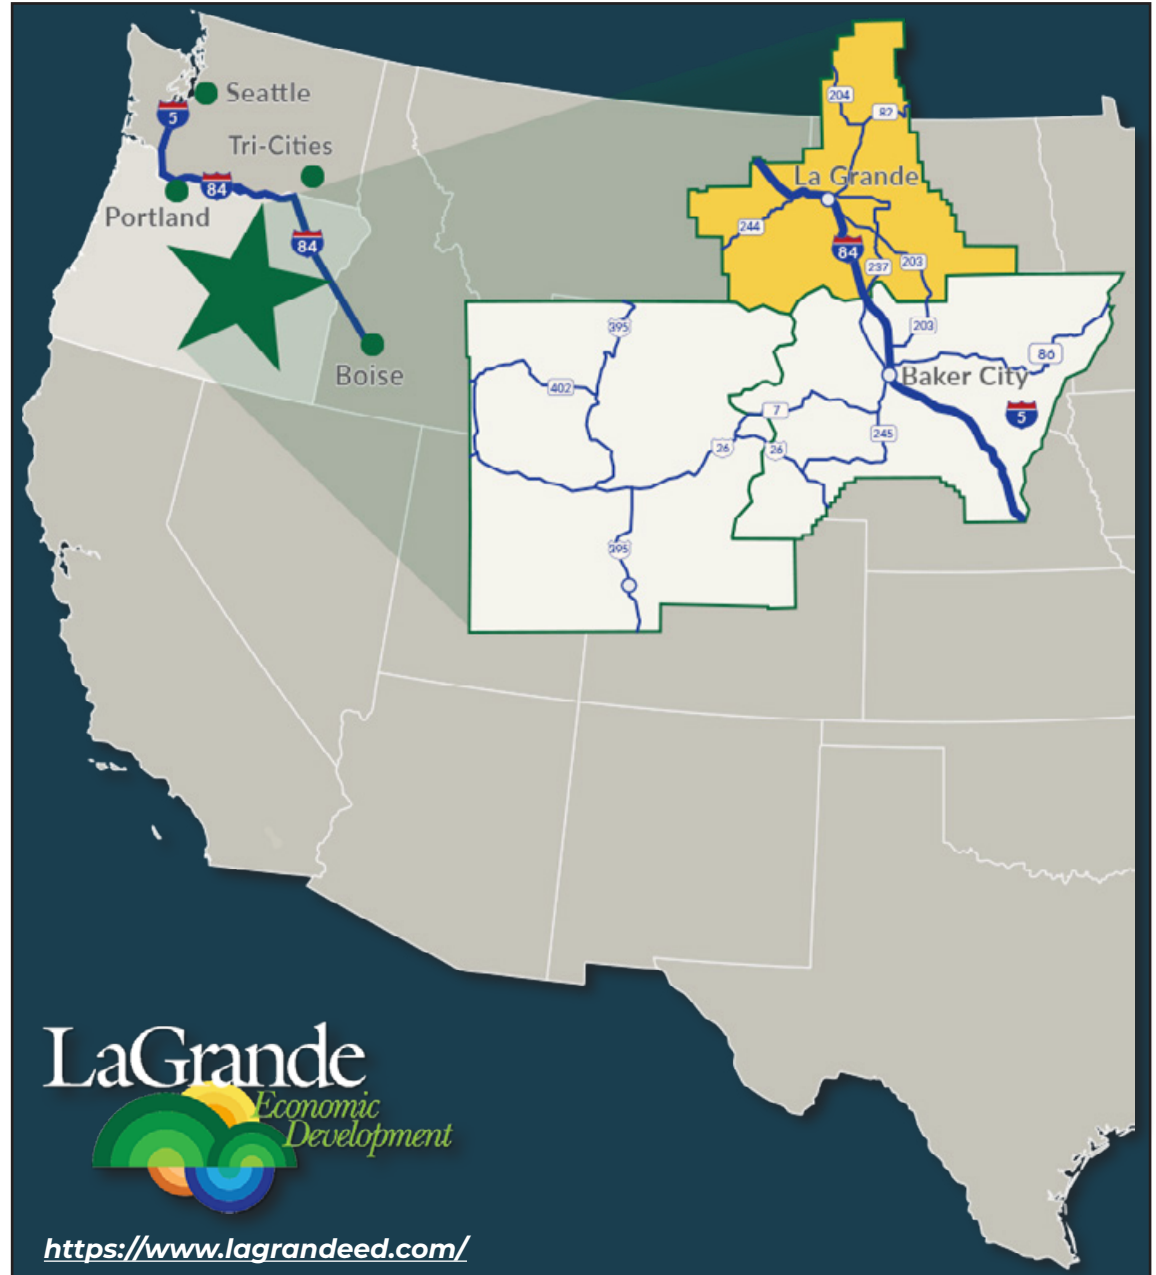 Seattle
5
Tri-Cities
84
Portland
84
Boise
204
82
La Grande
244
84
237
203
395
203
80
402
Baker City
7
5
245
26
26
395
LaGrande
Economic
Development
https://www.lagrandeed.com/